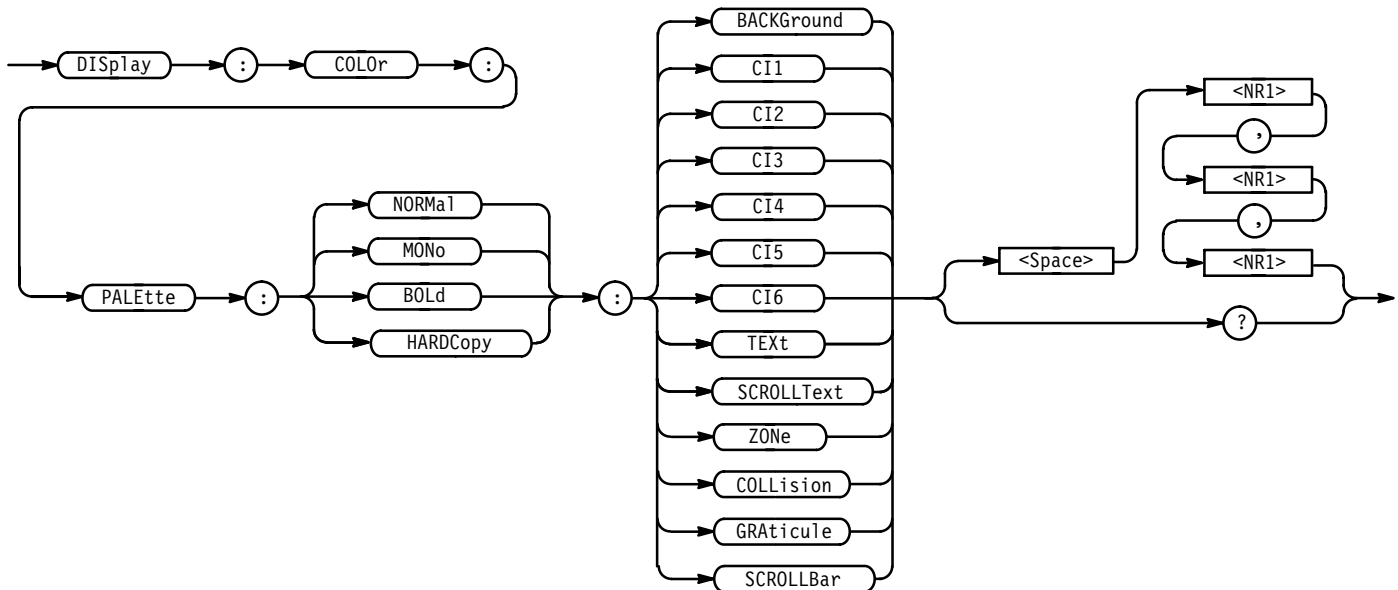 DISplay : COLOr :
PALEtte :
NORMal
MONo
BOLd
HARDCopy
:
BACKGround
CI1
CI2
CI3
CI4
CI5
CI6
TEXt
SCROLLText
ZONe
COLLision
GRAticule
SCROLLBar
<Space>
<NR1>
,
<NR1>
,
<NR1>
?